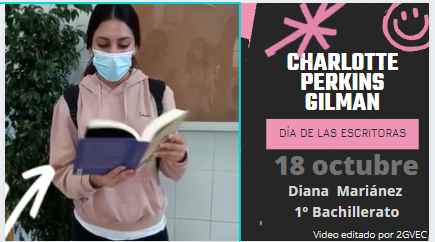 CHARLOTTE
PERKINS
GILMAN
DÍA DE LAS ESCRITORAS
18 octubre
Diana Mariánez
1º Bachillerato
Video editado por 2GVEC